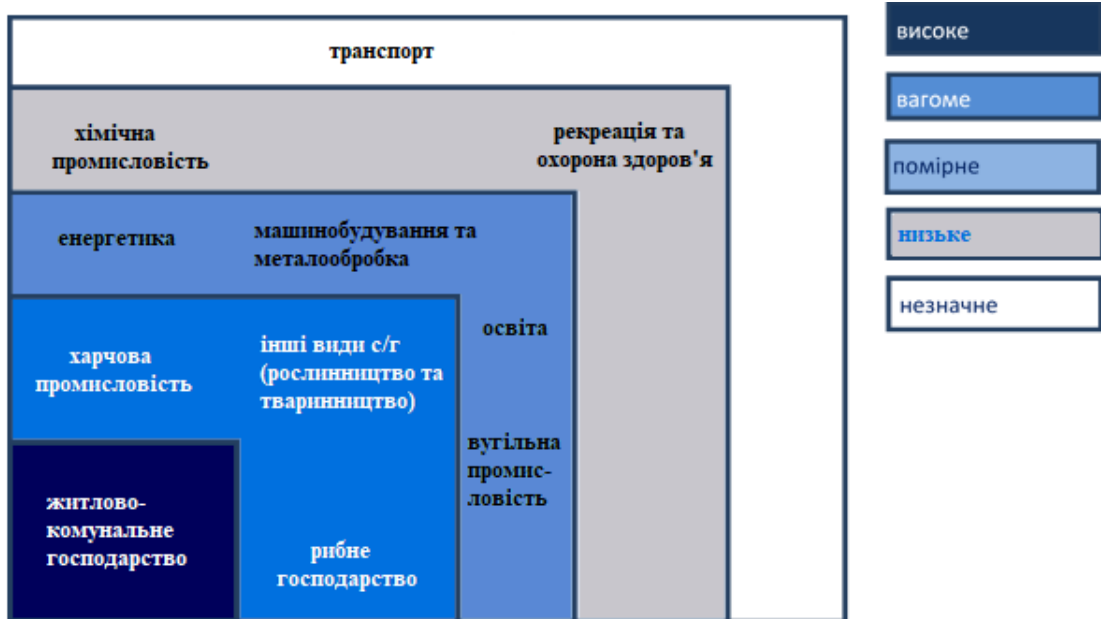 транспорт
хімічна
промисловість
рекреація та
охорона здоров'я
енергетика
машинобудування та
металообробка
освіта
вугільна
промис-
ловість
харчова
промисловість
інші види с/г
(рослинництво та
тваринництво)
житлово-
комунальне
господарство
рибне
господарство
високе
вагоме
помірне
низьке
незначне